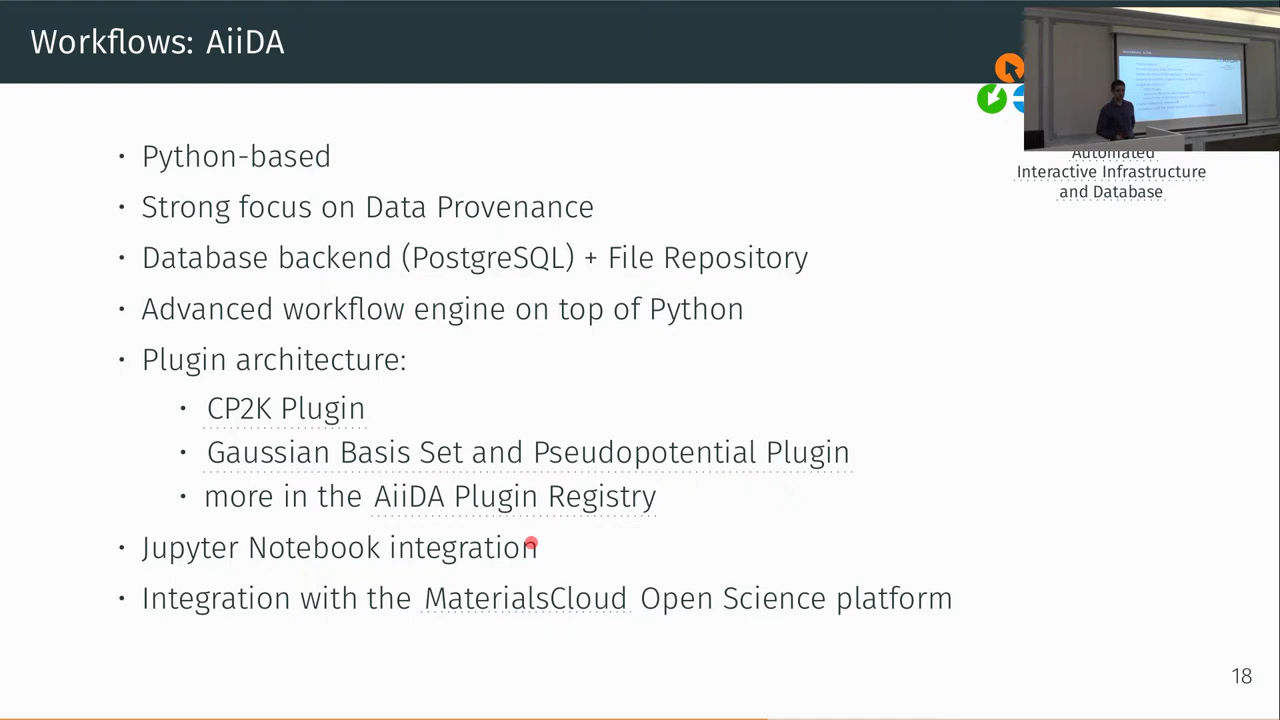 Workflows: AiiDA
Automated
Interactive Infrastructure
and Database
• Python-based
• Strong focus on Data Provenance
• Database backend (PostgreSQL) + File Repository
• Advanced workflow engine on top of Python
• Plugin architecture:
• CP2K Plugin
• Gaussian Basis Set and Pseudopotential Plugin
• more in the AiiDA Plugin Registry
• Jupyter Notebook integration
• Integration with the MaterialsCloud Open Science platform
18